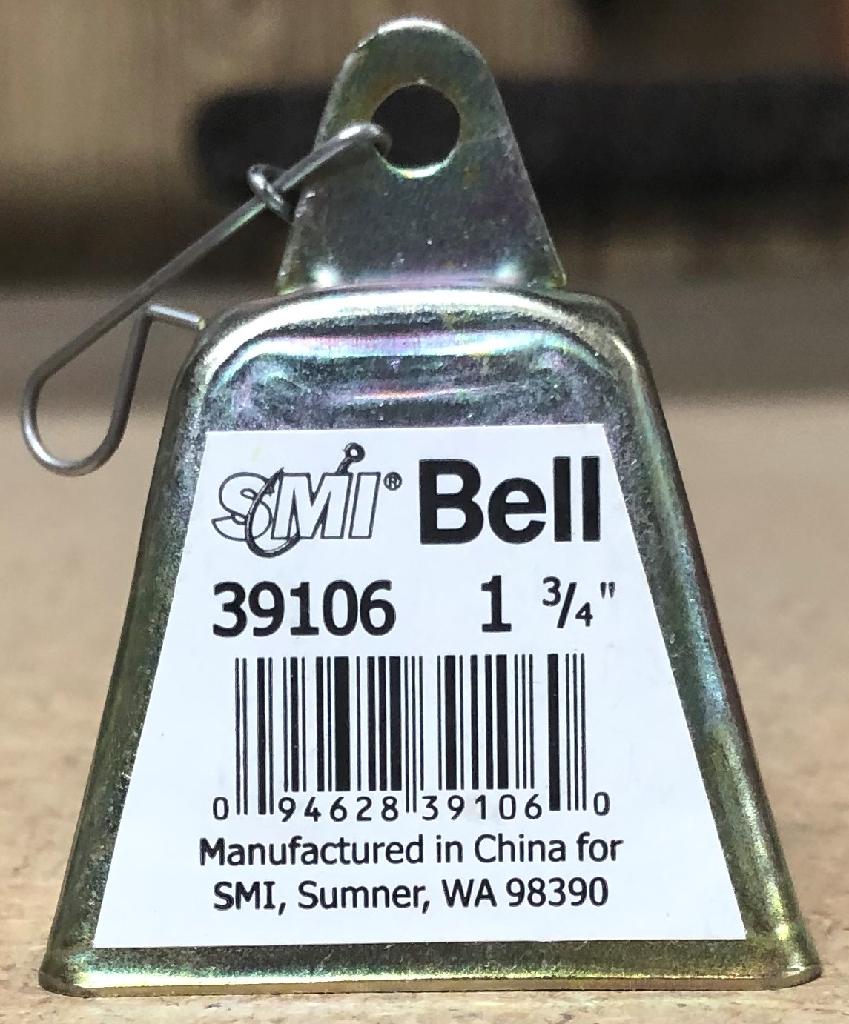 SMI® Bell
39106 1 3/4"
0 94628 39106 0
Manufactured in China for
SMI, Sumner, WA 98390